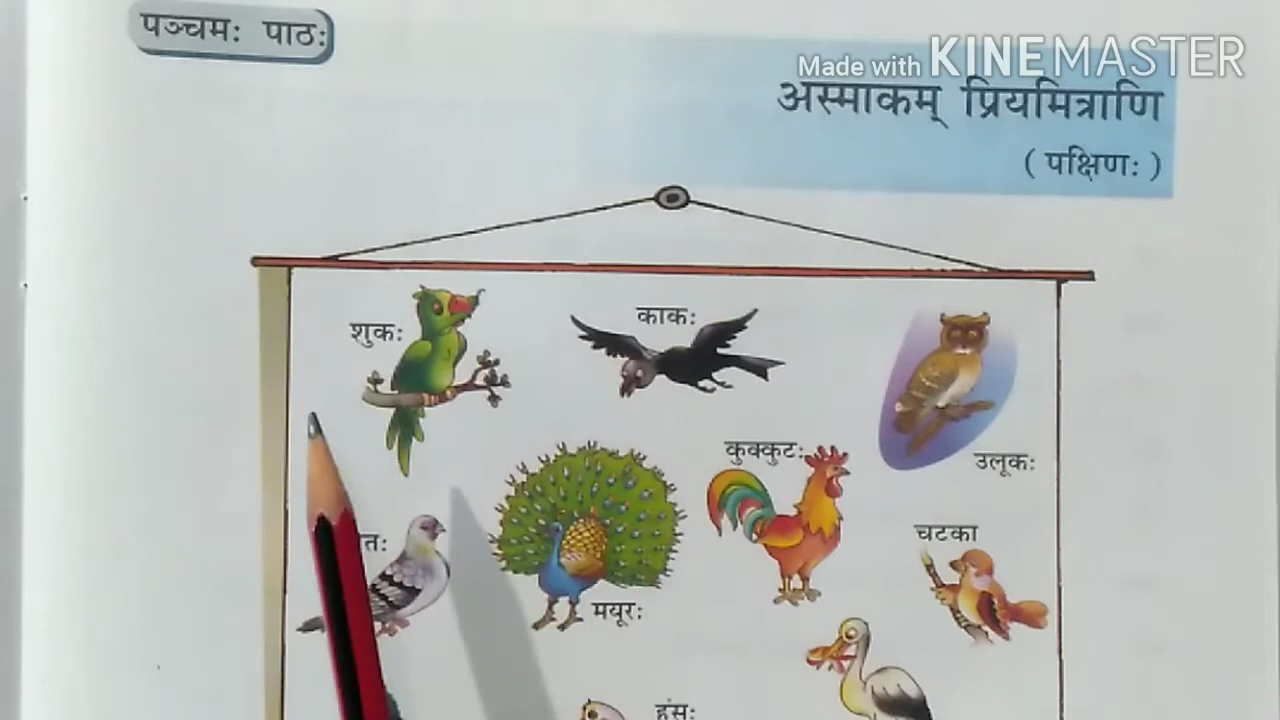 पञ्चमः पाठः
Made with KINEMASTER
अस्माकम् प्रियमित्राणि
(पक्षिणः)
शुकः
काकः
कुक्कुटः
उलूकः
चटका
मयूरः
हंसः